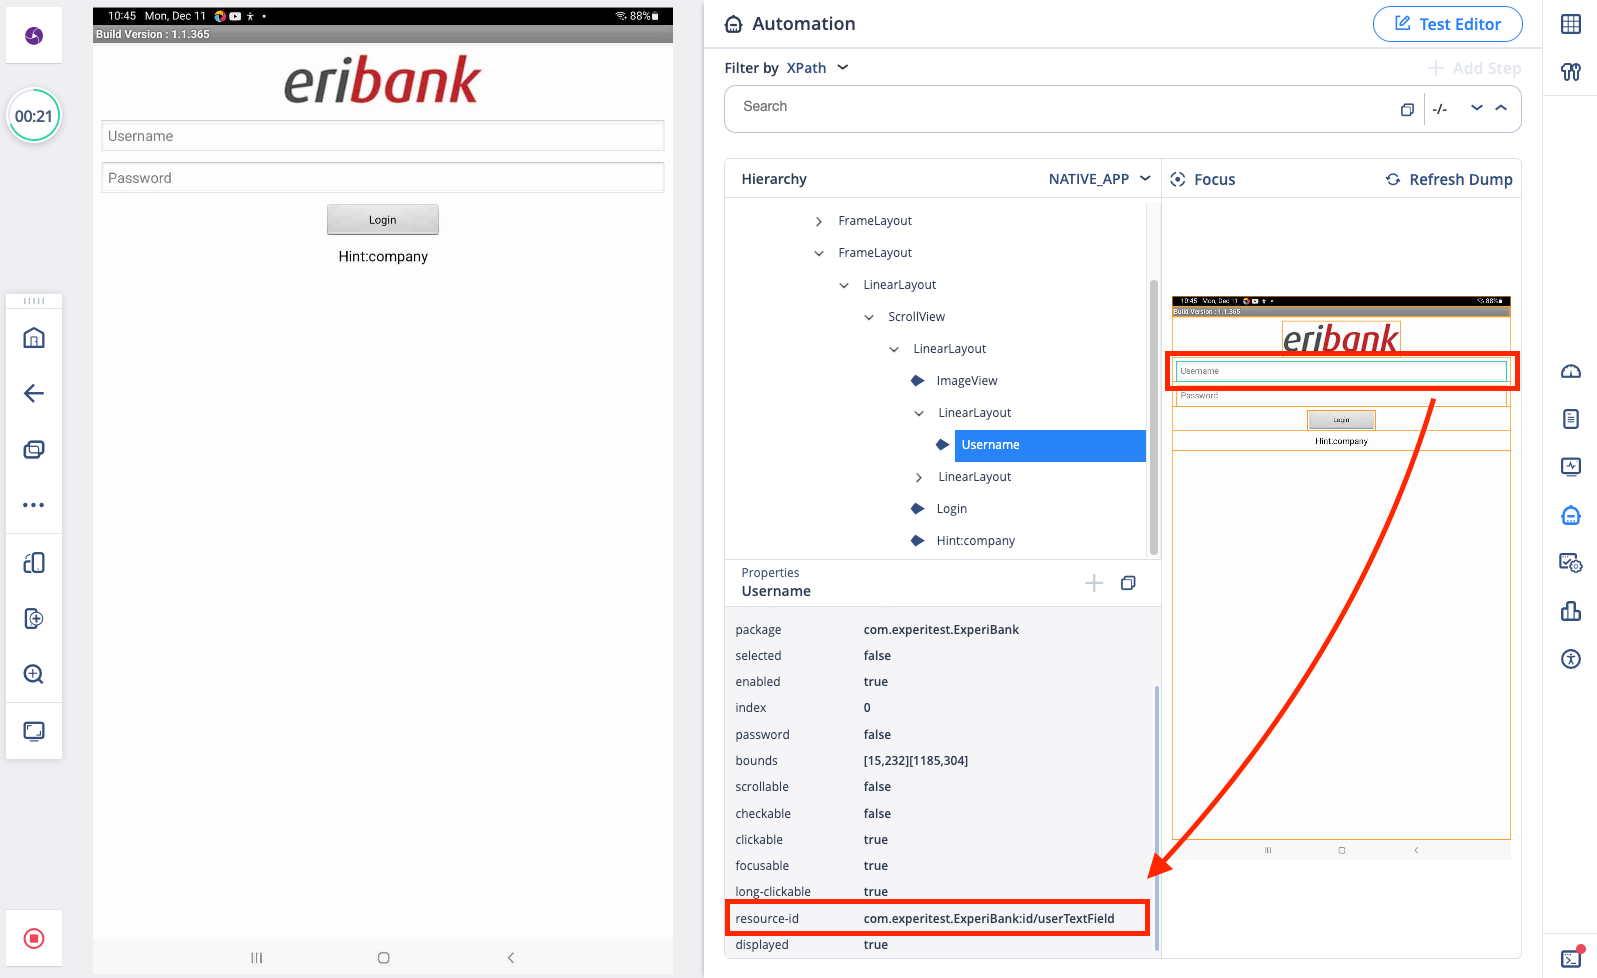 10:45 Mon, Dec 11
88%
Build Version : 1.1.365
eribank
Username
Password
Login
Hint:company
00:21
Automation
Test Editor
Filter by XPath
Add Step
Search
-/-
Hierarchy
NATIVE_APP
Focus
Refresh Dump
FrameLayout
FrameLayout
LinearLayout
ScrollView
LinearLayout
ImageView
LinearLayout
Username
LinearLayout
Login
Hint:company
Properties
Username
package com.experitest.ExperiBank
selected false
enabled true
index 0
password false
bounds [15,232][1185,304]
scrollable false
checkable false
clickable true
focusable true
long-clickable true
resource-id com.experitest.ExperiBank:id/userTextField
displayed true
10:45 Mon, Dec 11
88%
Build Version : 1.1.365
eribank
Username
Password
Login
Hint:company